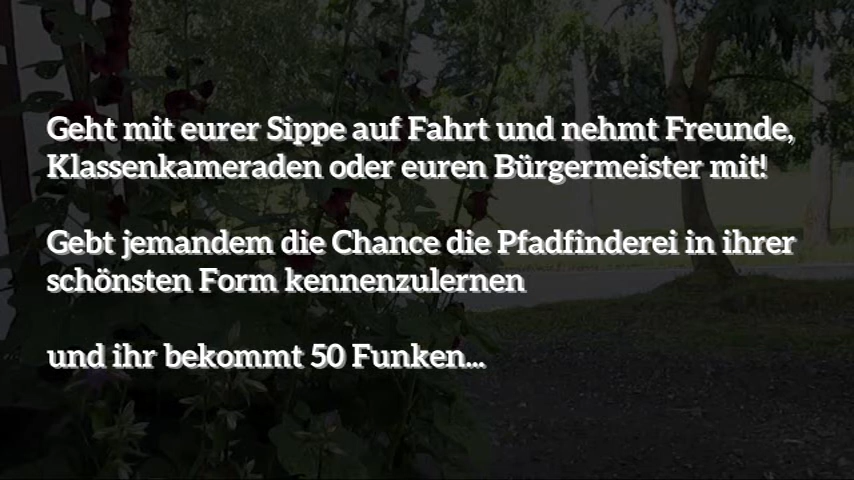 Geht mit eurer Sippe auf Fahrt und nehmt Freunde,
Klassenkameraden oder euren Bürgermeister mit!
Gebt jemandem die Chance die Pfadfinderei in ihrer
schönsten Form kennenzulernen
und ihr bekommt 50 Funken...